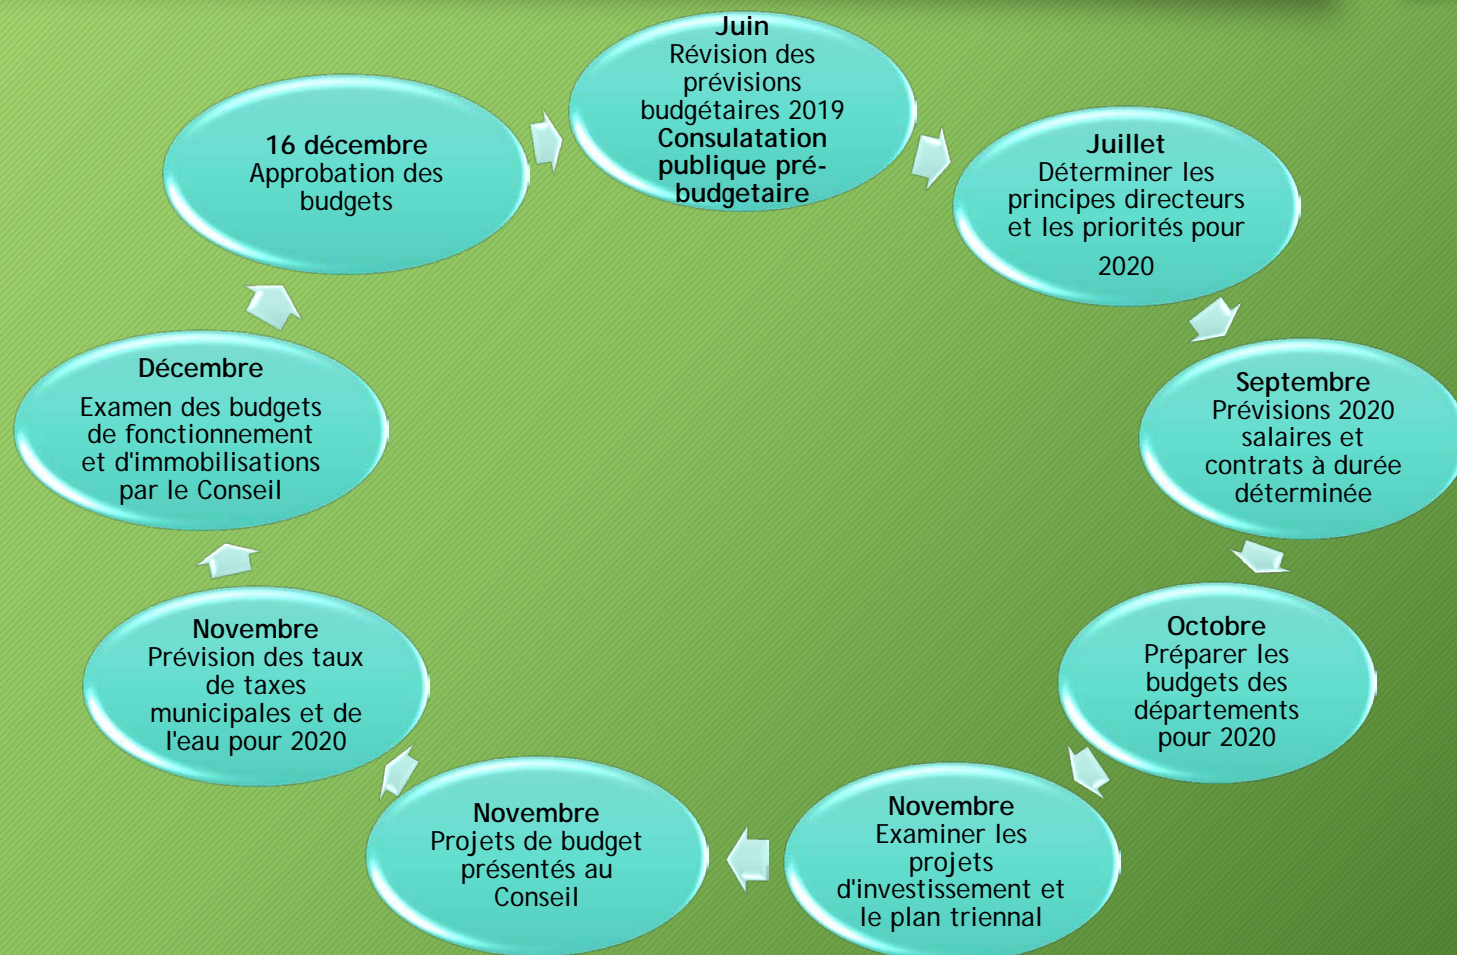 Juin
Révision des
prévisions
budgétaires 2019
Consulatation
publique pré-
budgetaire
Juillet
Déterminer les
principes directeurs
et les priorités pour
2020
Septembre
Prévisions 2020
salaires et
contrats à durée
déterminée
Octobre
Préparer les
budgets des
départements
pour 2020
Novembre
Examiner les
projets
d'investissement et
le plan triennal
Novembre
Projets de budget
présentés au
Conseil
Novembre
Prévision des taux
de taxes
municipales et de
l'eau pour 2020
Décembre
Examen des budgets
de fonctionnement
et d'immobilisations
par le Conseil
16 décembre
Approbation des
budgets